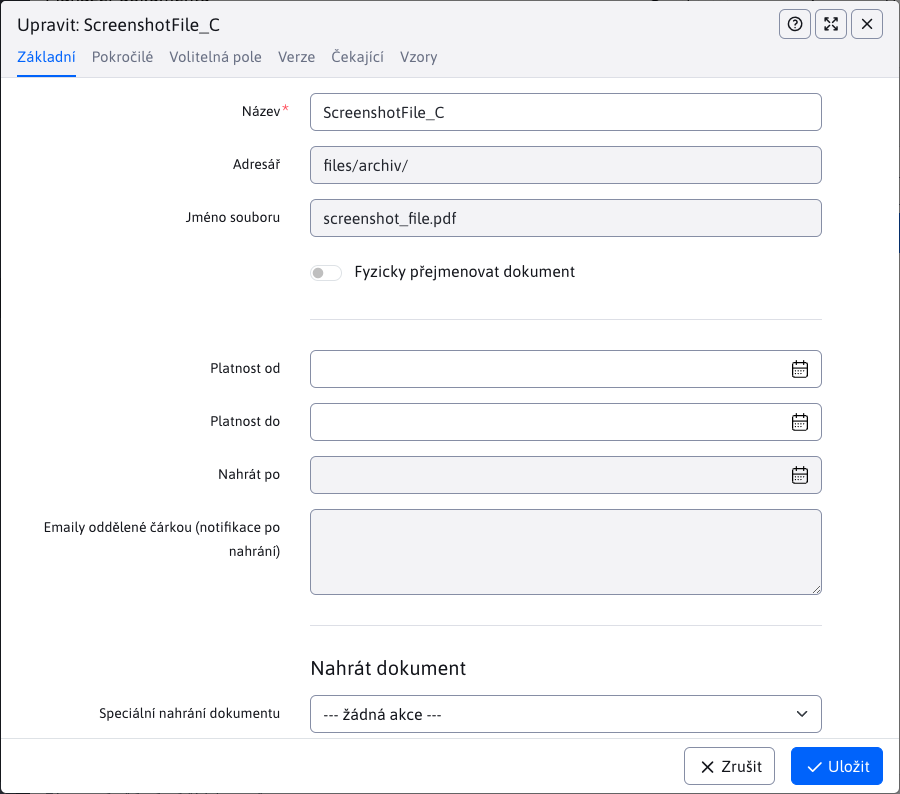 Upravit: ScreenshotFile_C
Základní Pokročilé Volitelná pole Verze Čekající Vzory
Název*
ScreenshotFile_C
Adresář
files/archiv/
Jméno souboru
screenshot_file.pdf
Fyzicky přejmenovat dokument
Platnost od
Platnost do
Nahrát po
Emaily oddělené čárkou (notifikace po
nahrání)
Nahrát dokument
Speciální nahrání dokumentu
--- žádná akce ---
Zrušit
Uložit